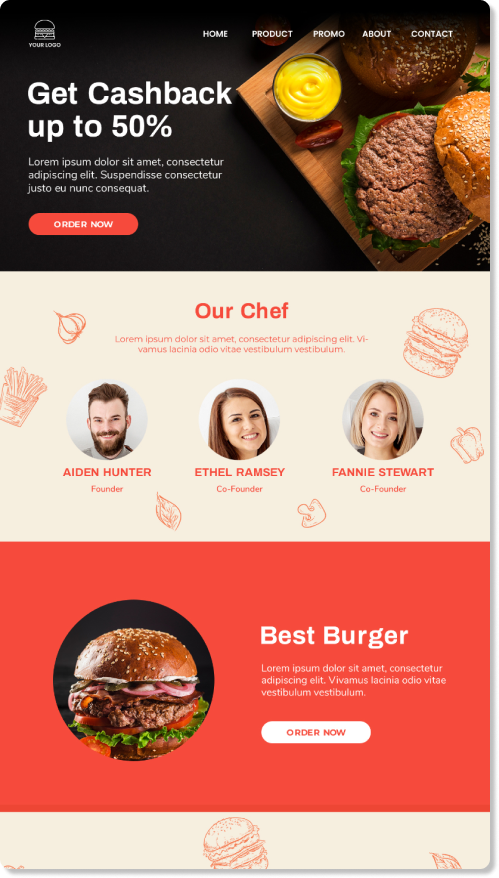 YOUR LOGO
HOME PRODUCT PROMO ABOUT CONTACT
Get Cashback
up to 50%
Lorem ipsum dolor sit amet, consectetur
adipiscing elit. Suspendisse consectetur
justo eu nunc consequat.
ORDER NOW
Our Chef
Lorem ipsum dolor sit amet, consectetur adipiscing elit. Vi-
vamus lacinia odio vitae vestibulum vestibulum.
AIDEN HUNTER ETHEL RAMSEY FANNIE STEWART
Founder Co-Founder Co-Founder
Best Burger
Lorem ipsum dolor sit amet, consectetur
adipiscing elit. Vivamus lacinia odio vitae
vestibulum vestibulum.
ORDER NOW